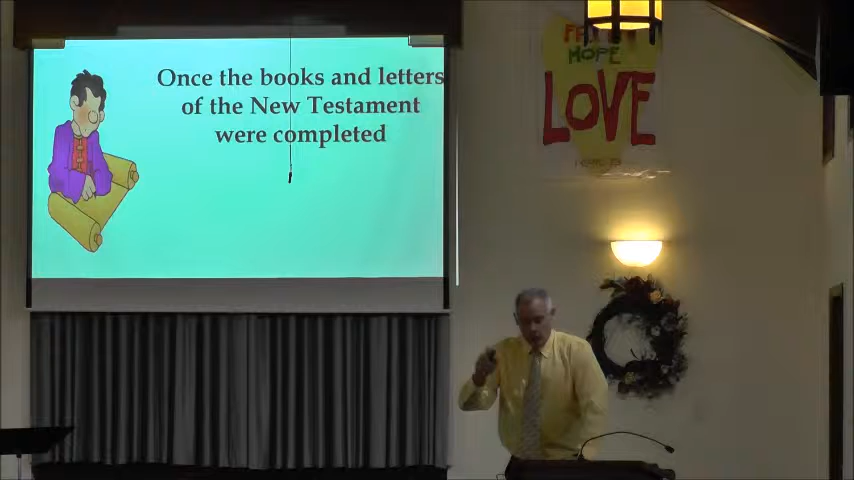 Once the books and letters
of the New Testament
were completed
HOPE
LOVE